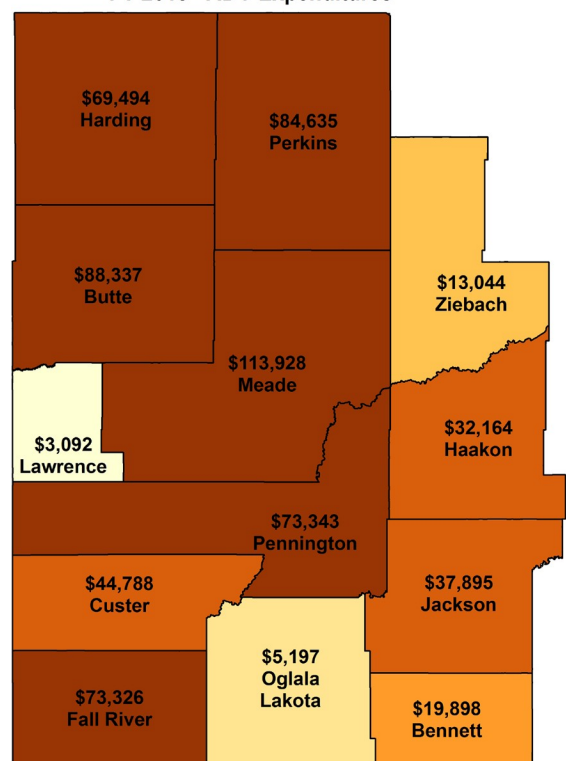 $69,494
Harding
$84,635
Perkins
$88,337
Butte
$13,044
Ziebach
$113,928
Meade
$3,092
Lawrence
$32,164
Haakon
$73,343
Pennington
$44,788
Custer
$37,895
Jackson
$5,197
Oglala
Lakota
$73,326
Fall River
$19,898
Bennett